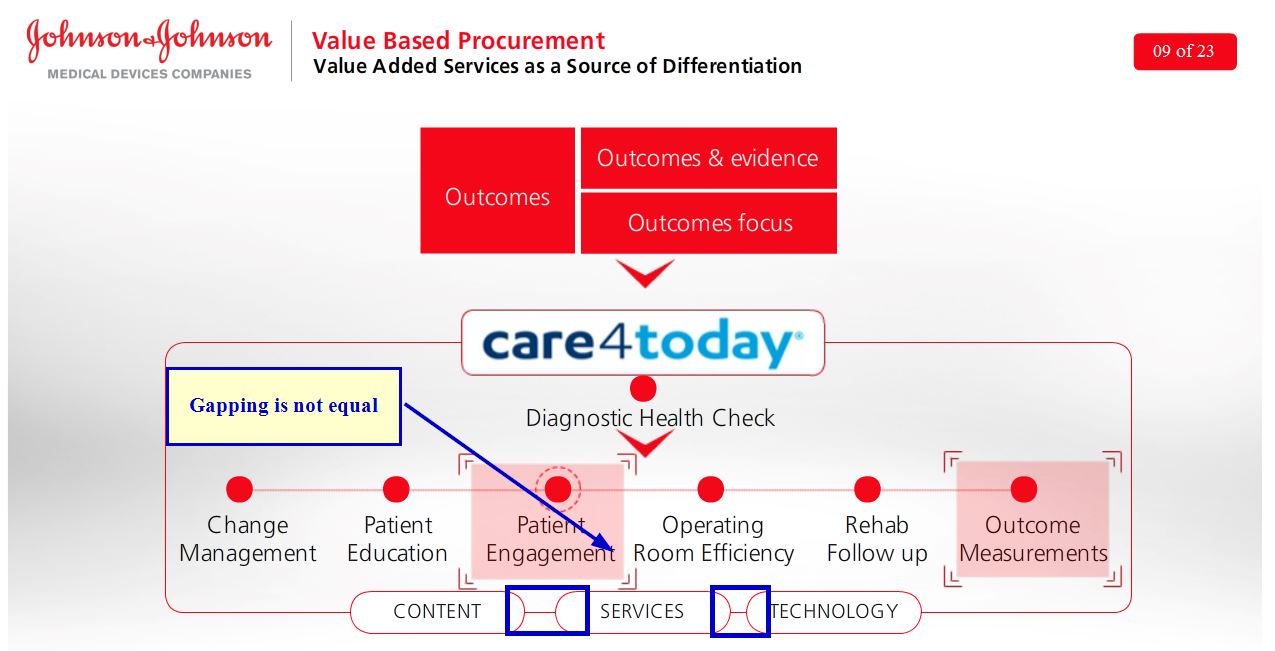 Johnson & Johnson
MEDICAL DEVICES COMPANIES
Value Based Procurement
Value Added Services as a Source of Differentiation
09 of 23
Outcomes
Outcomes & evidence
Outcomes focus
care4today®
Gapping is not equal
Diagnostic Health Check
Change
Management
Patient
Education
Patient
Engagement
Operating
Room Efficiency
Rehab
Follow up
Outcome
Measurements
CONTENT
SERVICES
TECHNOLOGY